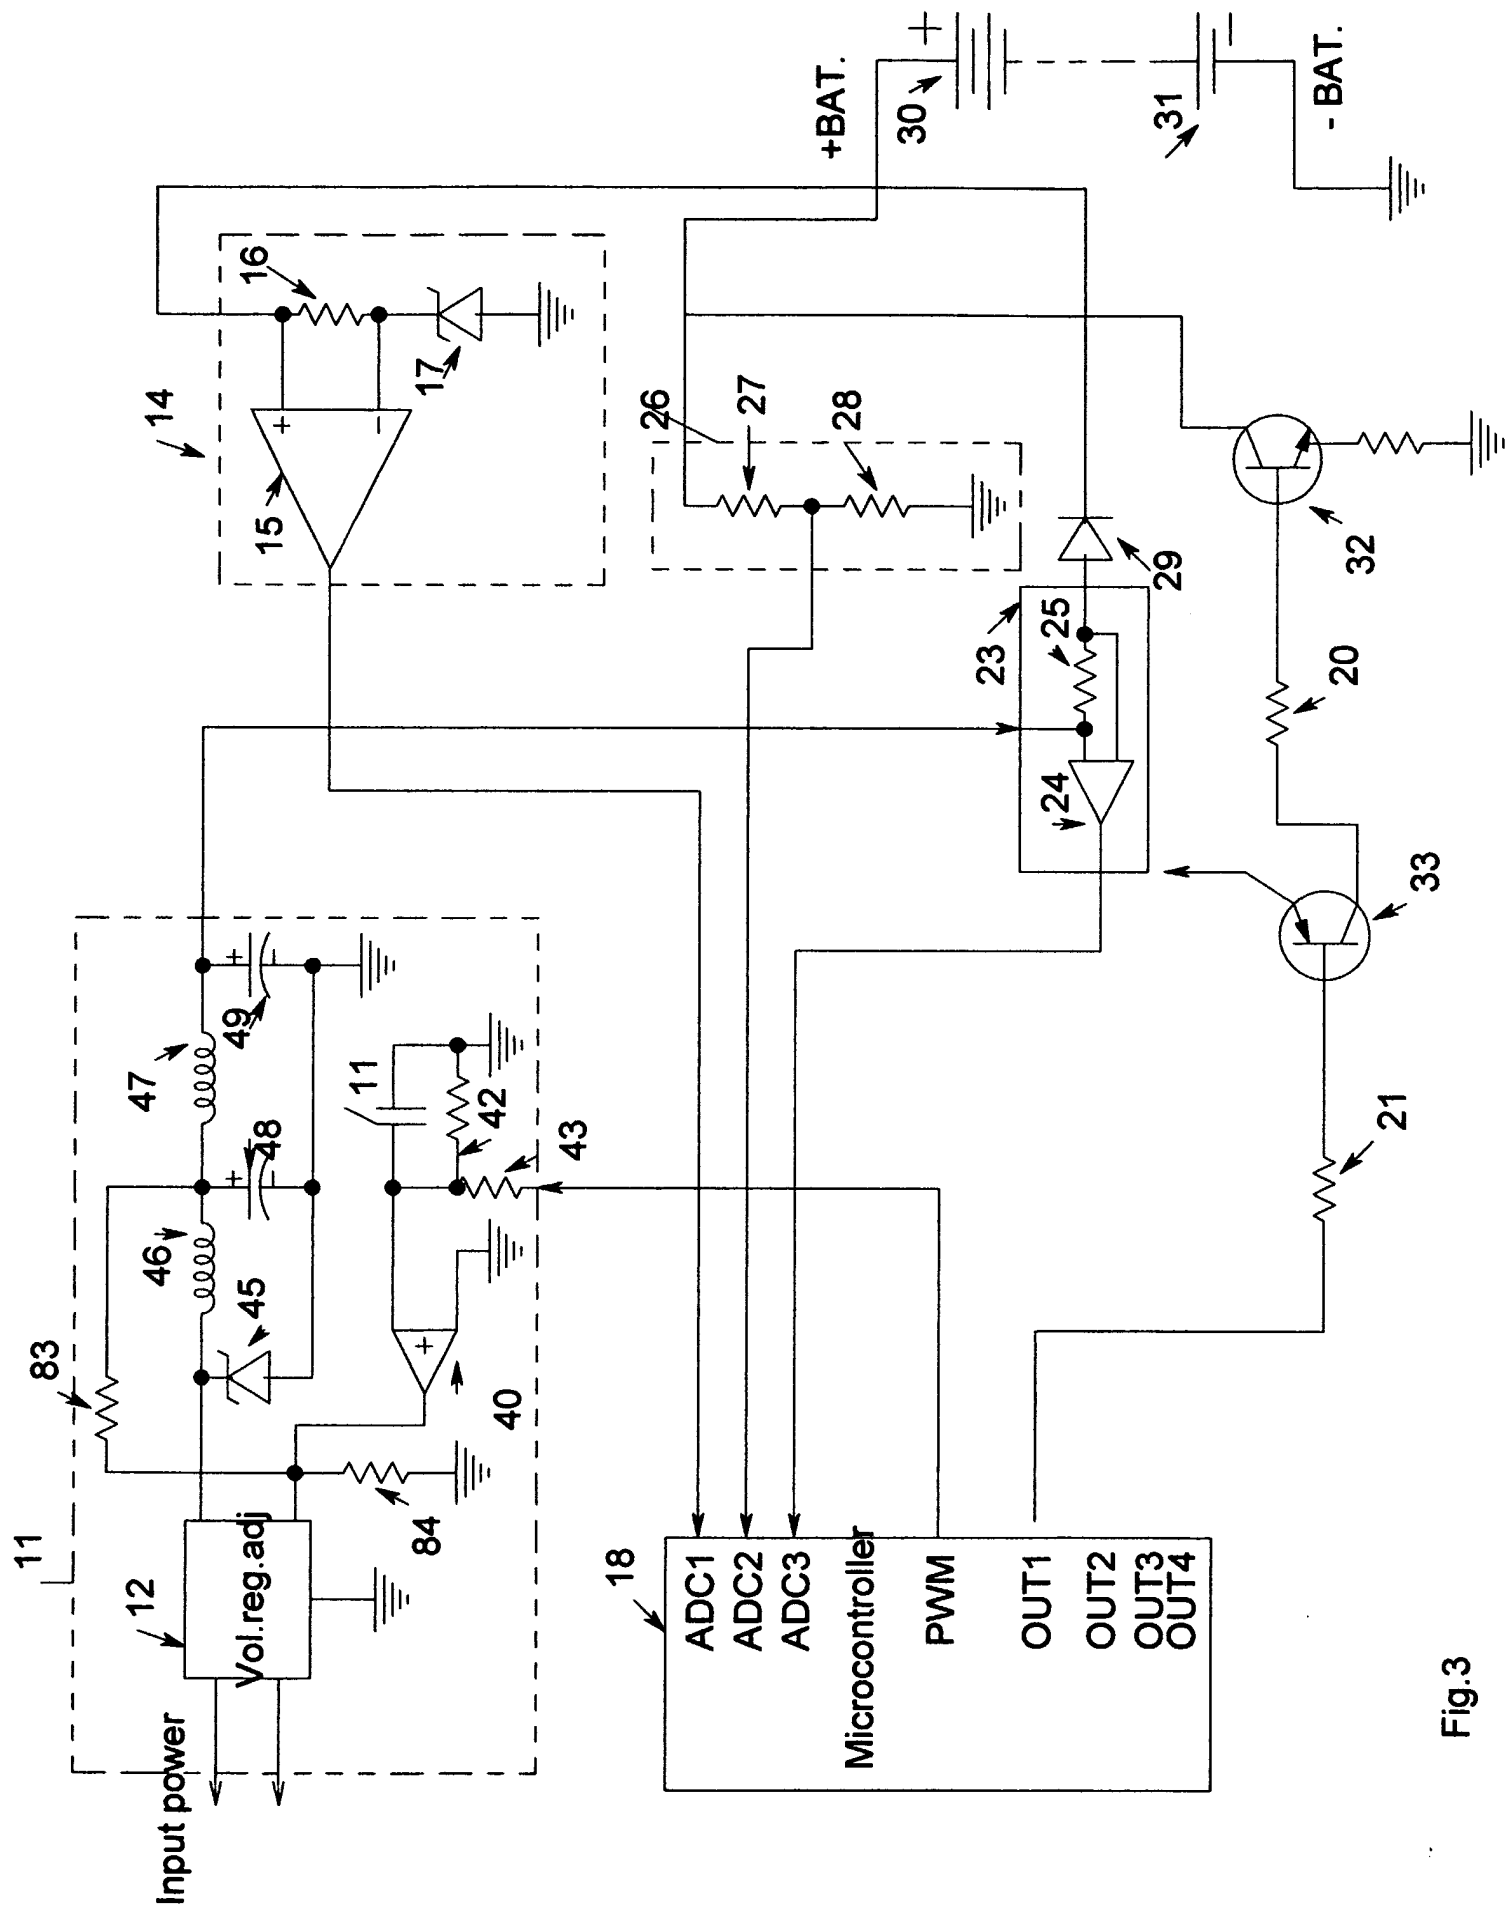 Input power
11
12
Vol.reg.adj
83
84
46
45
47
48
49
40
11
42
43
14
15
16
17
+BAT.
30
+
31
-
- BAT.
26
27
28
23
24
25
29
32
20
33
21
18
ADC1
ADC2
ADC3
Microcontroller
PWM
OUT1
OUT2
OUT3
OUT4
+
-
+
-
+
-
+
Fig.3